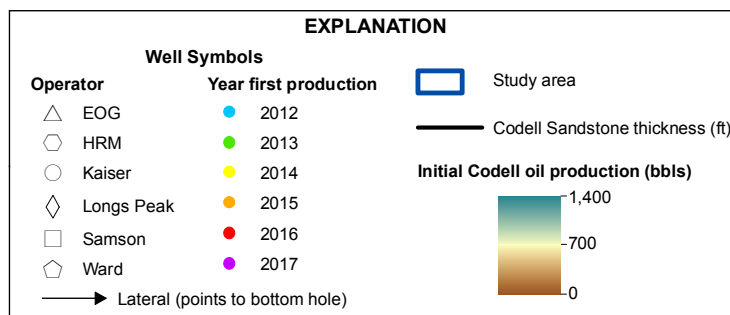 EXPLANATION
Well Symbols
Operator
Year first production
EOG
2012
HRM
2013
Kaiser
2014
Longs Peak
2015
Samson
2016
Ward
2017
Lateral (points to bottom hole)
Study area
Codell Sandstone thickness (ft)
Initial Codell oil production (bbls)
1,400
700
0